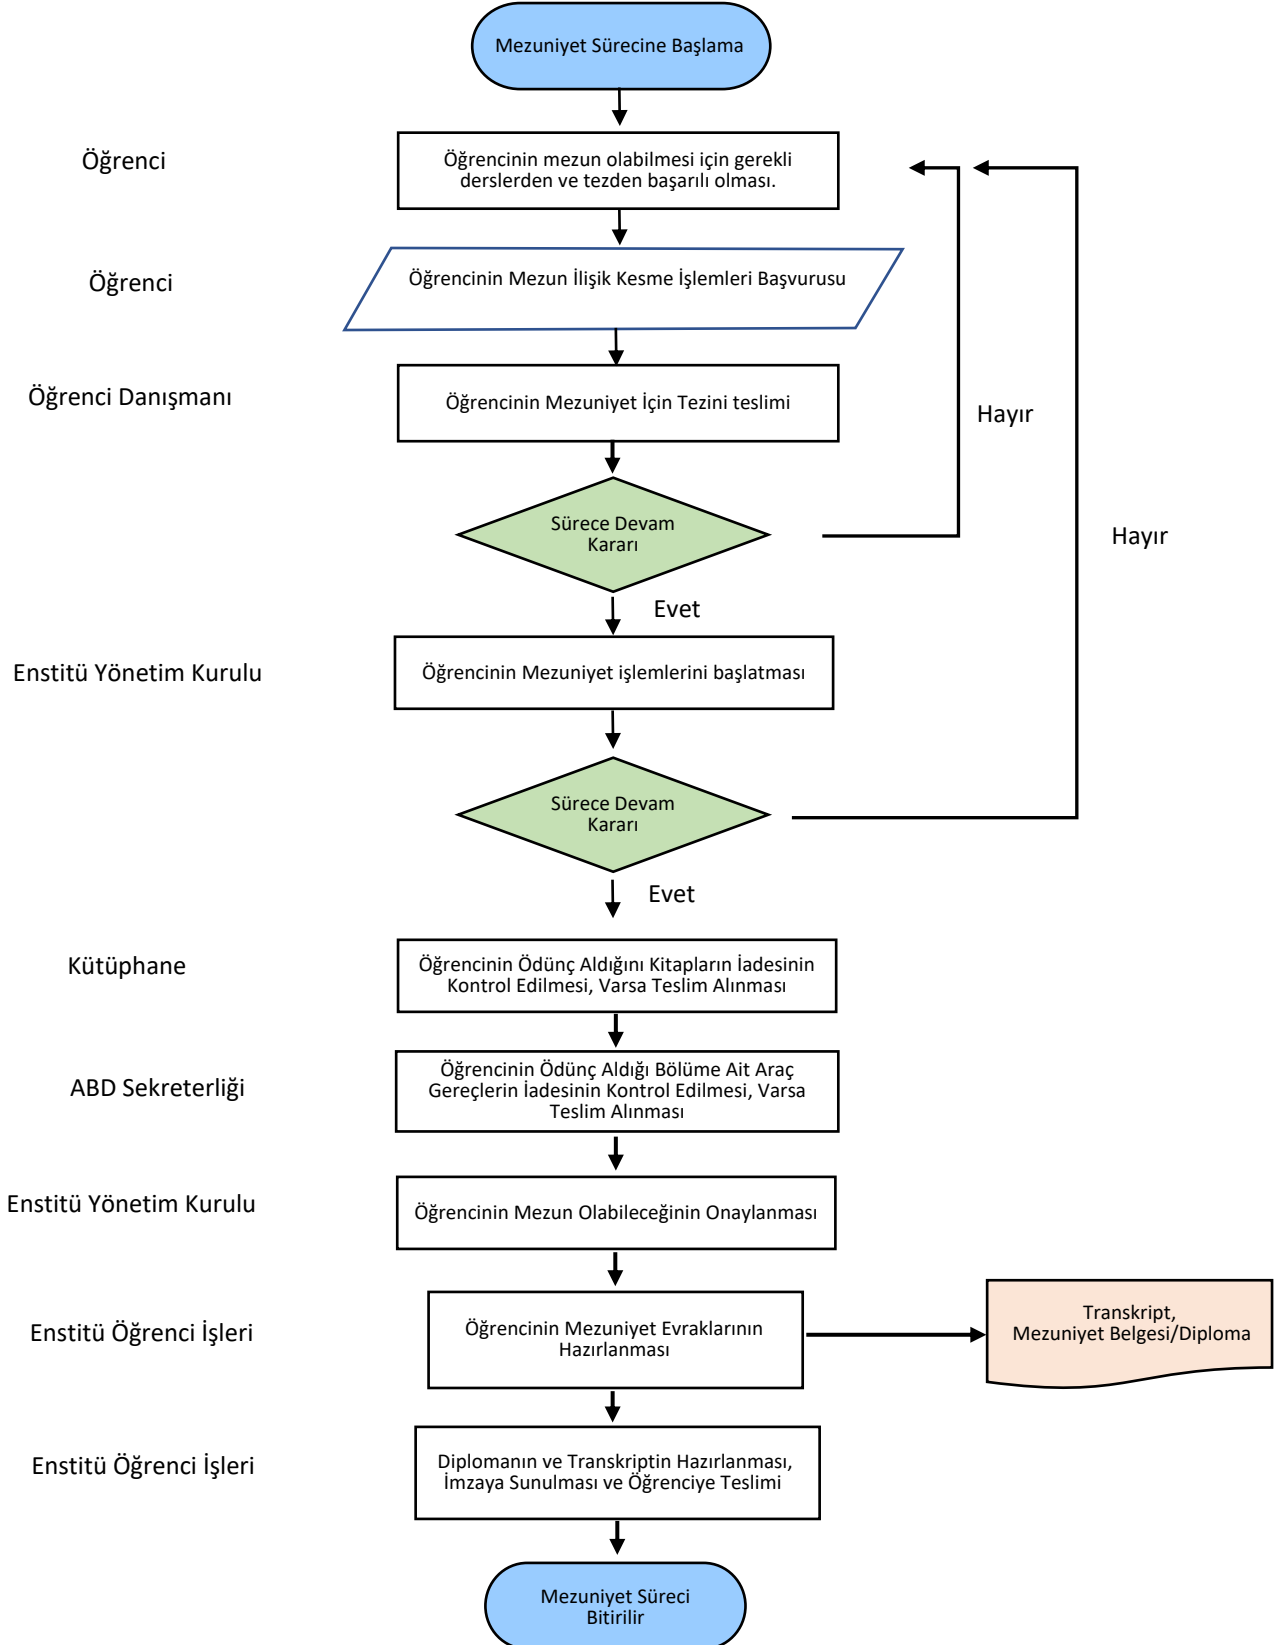 Mezuniyet Sürecine Başlama
Öğrenci
Öğrencinin mezun olabilmesi için gerekli
derslerden ve tezden başarılı olması.
Öğrenci
Öğrencinin Mezun İlişik Kesme İşlemleri Başvurusu
Öğrenci Danışmanı
Öğrencinin Mezuniyet İçin Tezini teslimi
Hayır
Sürece Devam
Kararı
Hayır
Evet
Enstitü Yönetim Kurulu
Öğrencinin Mezuniyet işlemlerini başlatması
Sürece Devam
Kararı
Evet
Kütüphane
Öğrencinin Ödünç Aldığını Kitapların İadesinin
Kontrol Edilmesi, Varsa Teslim Alınması
ABD Sekreterliği
Öğrencinin Ödünç Aldığı Bölüme Ait Araç
Gereçlerin İadesinin Kontrol Edilmesi, Varsa
Teslim Alınması
Enstitü Yönetim Kurulu
Öğrencinin Mezun Olabileceğinin Onaylanması
Enstitü Öğrenci İşleri
Öğrencinin Mezuniyet Evraklarının
Hazırlanması
Transkript,
Mezuniyet Belgesi/Diploma
Enstitü Öğrenci İşleri
Diplomanın ve Transkriptin Hazırlanması,
İmzaya Sunulması ve Öğrenciye Teslimi
Mezuniyet Süreci
Bitirilir